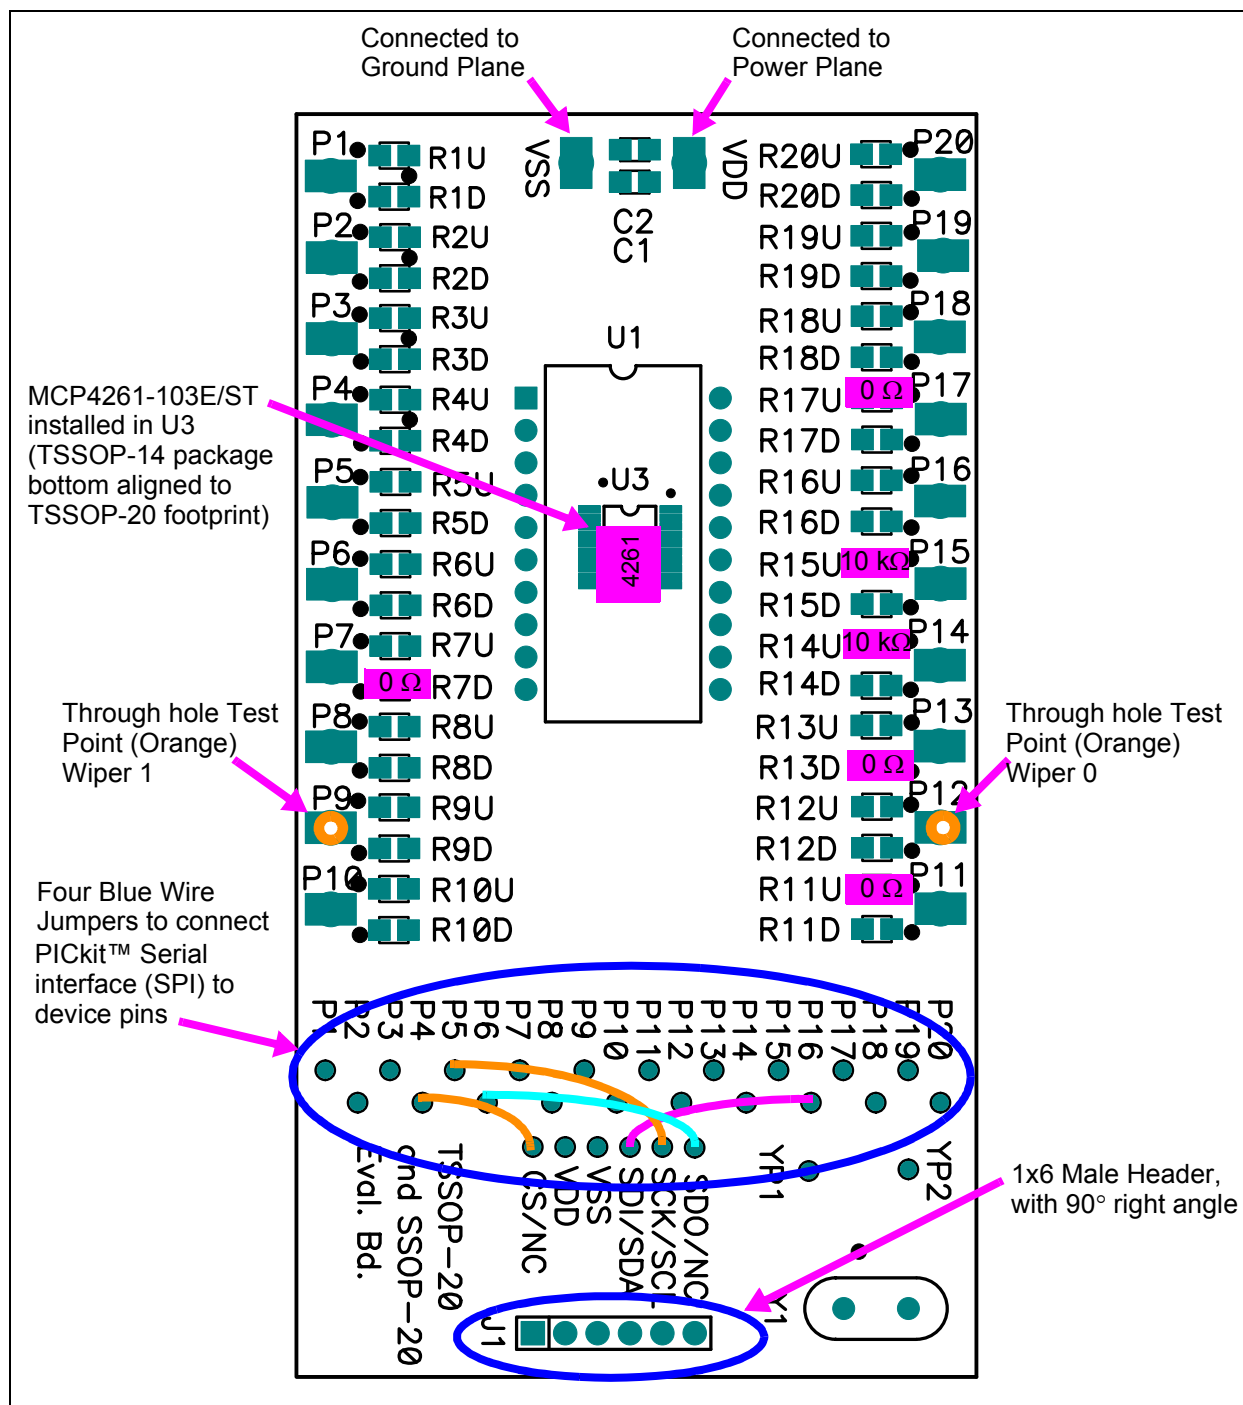 Connected to
Ground Plane
Connected to
Power Plane
P1
R1U
R1D
P2
R2U
R2D
P3
R3U
R3D
P4
R4U
R4D
P5
R5U
R5D
P6
R6U
R6D
P7
R7U
0 Ω
R7D
P8
R8U
R8D
P9
R9U
R9D
P10
R10U
R10D
VSS
VDD
C2
C1
U1
U3
4261
R20U
P20
R20D
R19U
P19
R19D
R18U
P18
R18D
R17U
0 Ω
P17
R17D
R16U
P16
R16D
R15U
10 kΩ
P15
R15D
R14U
10 kΩ
P14
R14D
R13U
P13
R13D
0 Ω
R12U
P12
R12D
R11U
0 Ω
P11
R11D
MCP4261-103E/ST
installed in U3
(TSSOP-14 package
bottom aligned to
TSSOP-20 footprint)
Through hole Test
Point (Orange)
Wiper 1
Through hole Test
Point (Orange)
Wiper 0
Four Blue Wire
Jumpers to connect
PICkit™ Serial
interface (SPI) to
device pins
P1
P2
P3
P4
P5
P6
P7
P8
P9
P10
P11
P12
P13
P14
P15
P16
P17
P18
P19
P20
TSSOP-20
and SSOP-20
Eval. Bd.
CS/NC
VDD
VSS
SDI/SDA
SCK/SCL
SDO/NC
YP1
YP2
1x6 Male Header,
with 90° right angle
J1
Y1